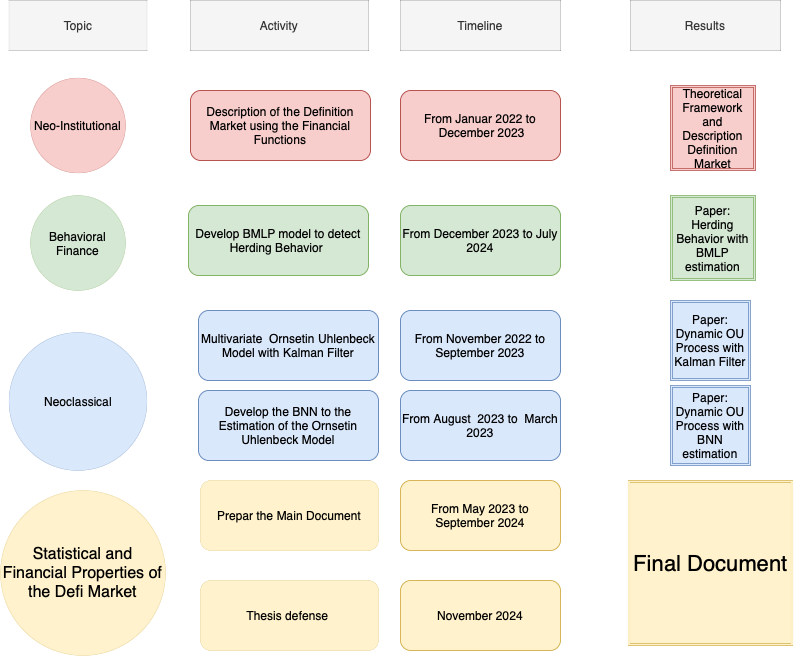 Topic
Activity
Timeline
Results
Neo-Institutional
Description of the Definition
Market using the Financial
Functions
From Januar 2022 to
December 2023
Theoretical
Framework
and
Description
Definition
Market
Behavioral
Finance
Develop BMLP model to detect
Herding Behavior
From December 2023 to July
2024
Paper:
Herding
Behavior with
BMLP
estimation
Neoclassical
Multivariate Ornsetin Uhlenbeck
Model with Kalman Filter
From November 2022 to
September 2023
Paper:
Dynamic OU
Process with
Kalman Filter
Develop the BNN to the
Estimation of the Ornsetin
Uhlenbeck Model
From August 2023 to March
2023
Paper:
Dynamic OU
Process with
BNN
estimation
Statistical and
Financial Properties of
the Defi Market
Prepar the Main Document
From May 2023 to
September 2024
Final Document
Thesis defense
November 2024